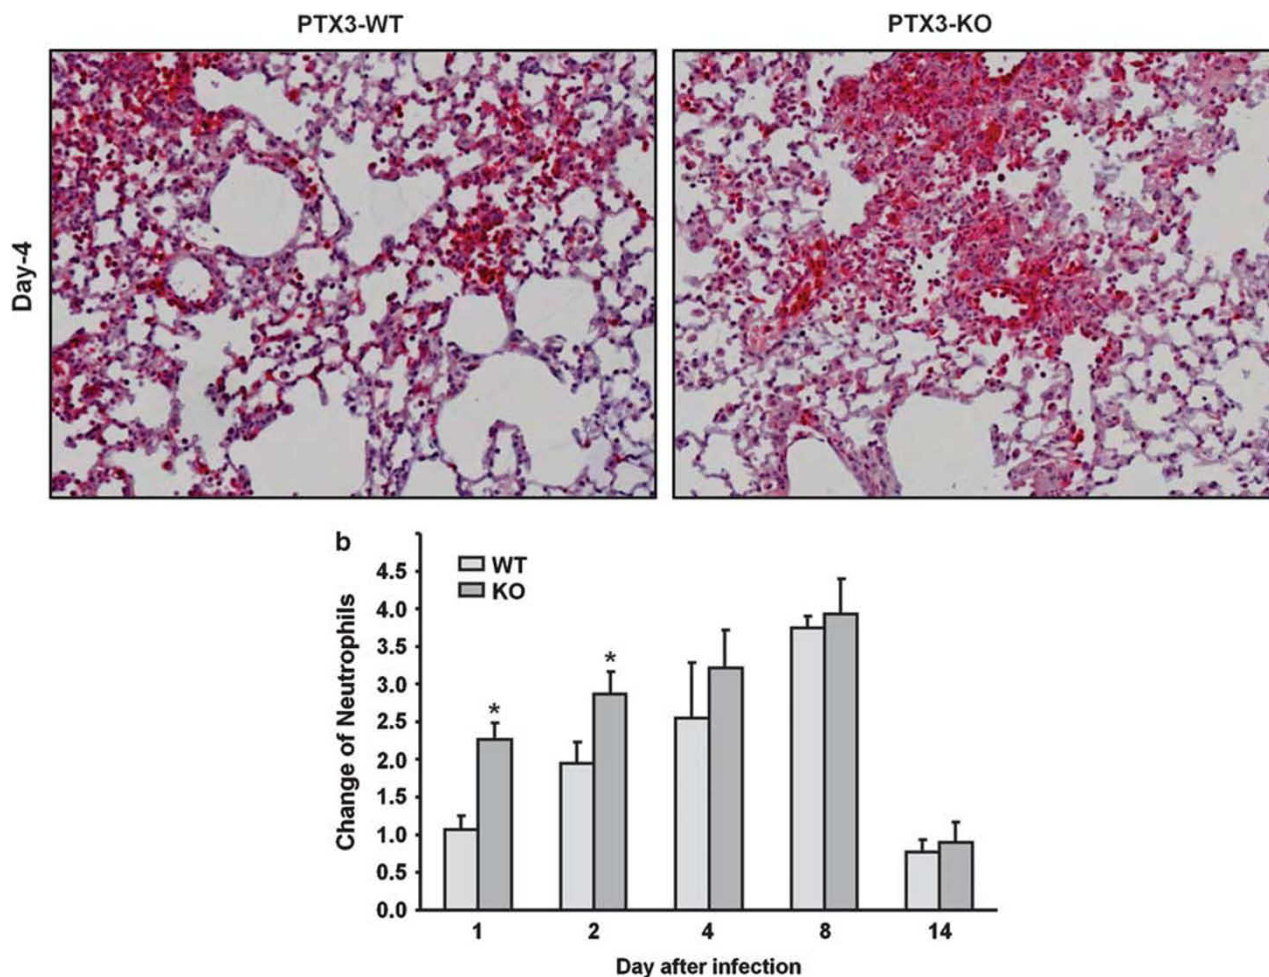 PTX3-WT PTX3-KO
Day-4
b
WT
KO
Change of Neutrophils
4.5
4.0
3.5
3.0
2.5
2.0
1.5
1.0
0.5
0.0
*
*
1 2 4 8 14
Day after infection